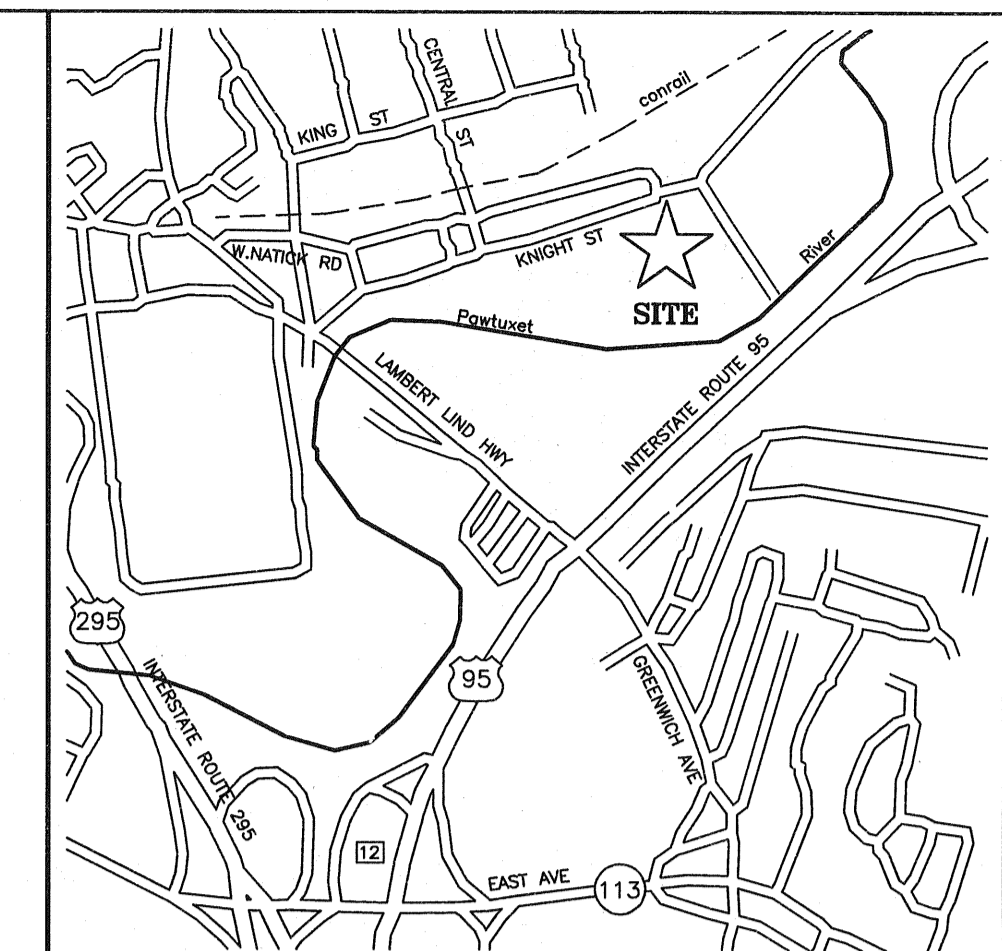 CENTRAL ST
conrail
KING ST
W.NATICK RD
KNIGHT ST
River
SITE
Pawtuxet
LAMBERT LIND HWY
INTERSTATE ROUTE 95
295
INTERSTATE ROUTE 295
95
GREENWICH AVE
12
EAST AVE
113